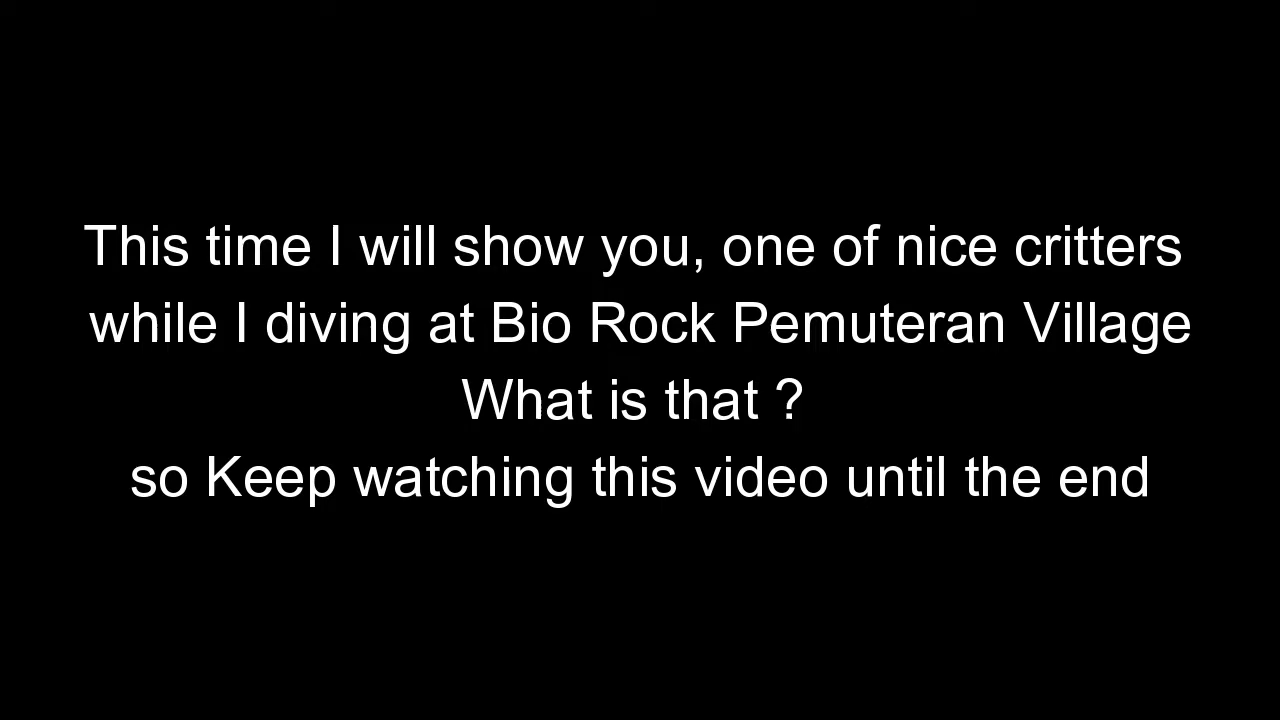 This time I will show you, one of nice critters
while I diving at Bio Rock Pemuteran Village
What is that ?
so Keep watching this video until the end